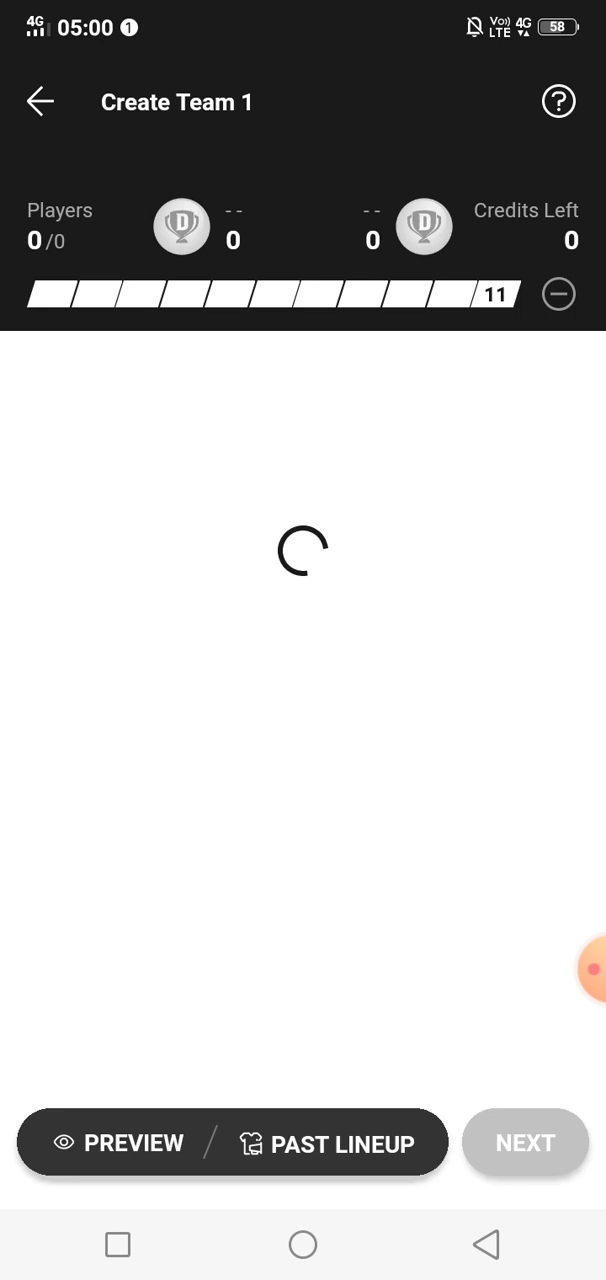 4G 05:00 1 Vo)) LTE 4G 58
Create Team 1 ?
Players D - - - - D Credits Left
0/0 0 0 0
11
PREVIEW / PAST LINEUP NEXT